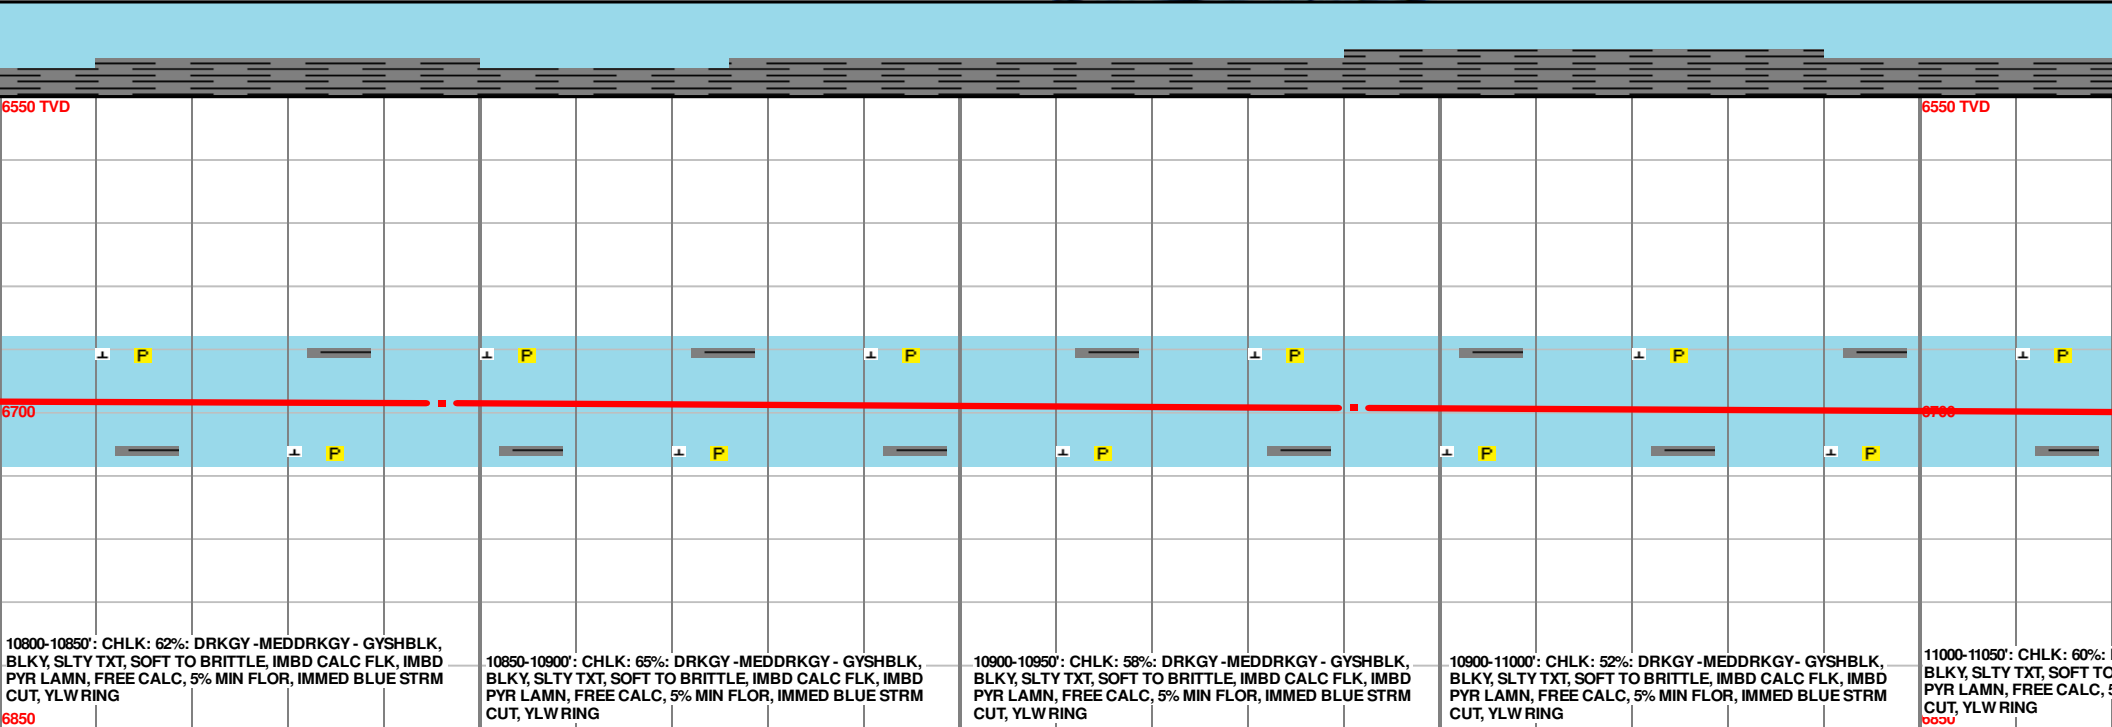 6550 TVD
6550 TVD
P
P
P
P
P
P
6700
6700
P
P
P
P
P
10800-10850': CHLK: 62%: DRKGY -MEDDRKGY - GYSHBLK,
BLKY, SLTY TXT, SOFT TO BRITTLE, IMBD CALC FLK, IMBD
PYR LAMN, FREE CALC, 5% MIN FLOR, IMMED BLUE STRM
CUT, YLW RING
10850-10900': CHLK: 65%: DRKGY -MEDDRKGY - GYSHBLK,
BLKY, SLTY TXT, SOFT TO BRITTLE, IMBD CALC FLK, IMBD
PYR LAMN, FREE CALC, 5% MIN FLOR, IMMED BLUE STRM
CUT, YLW RING
10900-10950': CHLK: 58%: DRKGY -MEDDRKGY - GYSHBLK,
BLKY, SLTY TXT, SOFT TO BRITTLE, IMBD CALC FLK, IMBD
PYR LAMN, FREE CALC, 5% MIN FLOR, IMMED BLUE STRM
CUT, YLW RING
10900-11000': CHLK: 52%: DRKGY -MEDDRKGY - GYSHBLK,
BLKY, SLTY TXT, SOFT TO BRITTLE, IMBD CALC FLK, IMBD
PYR LAMN, FREE CALC, 5% MIN FLOR, IMMED BLUE STRM
CUT, YLW RING
11000-11050': CHLK: 60%:
BLKY, SLTY TXT, SOFT TO
PYR LAMN, FREE CALC,
CUT, YLW RING
6850
6850